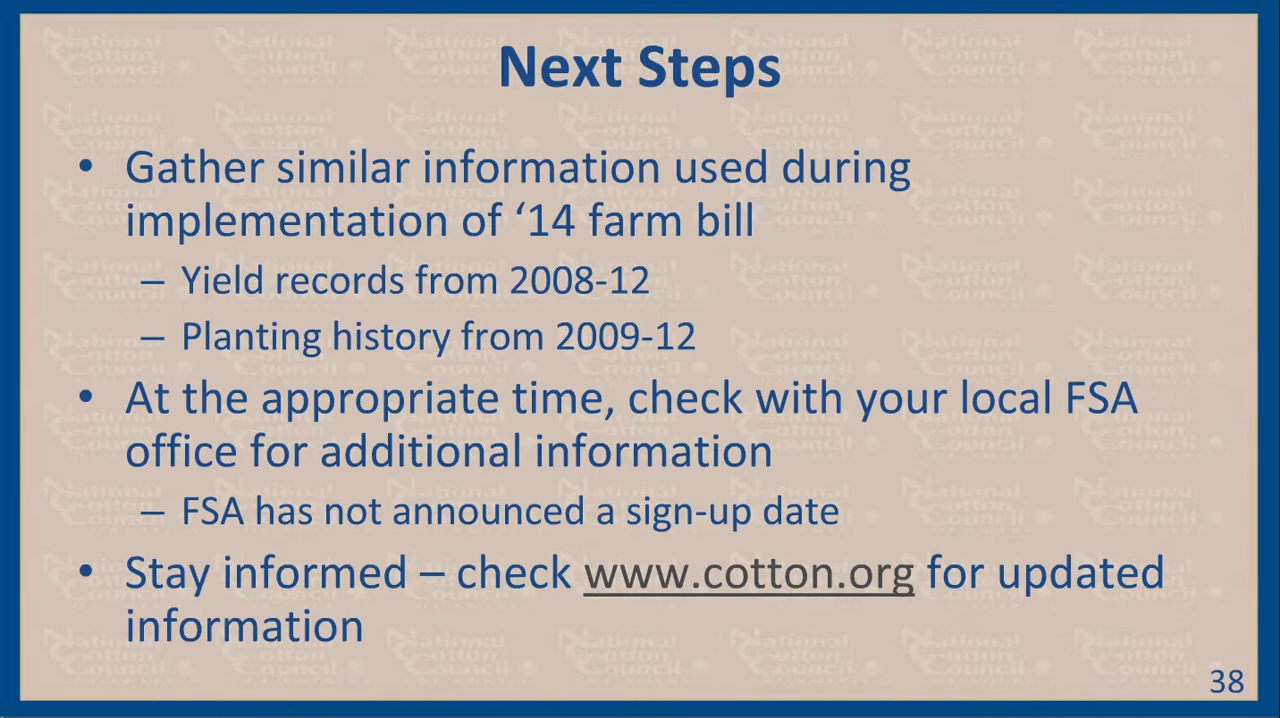 Next Steps
• Gather similar information used during
implementation of ‘14 farm bill
– Yield records from 2008-12
– Planting history from 2009-12
• At the appropriate time, check with your local FSA
office for additional information
– FSA has not announced a sign-up date
• Stay informed – check www.cotton.org for updated
information
38